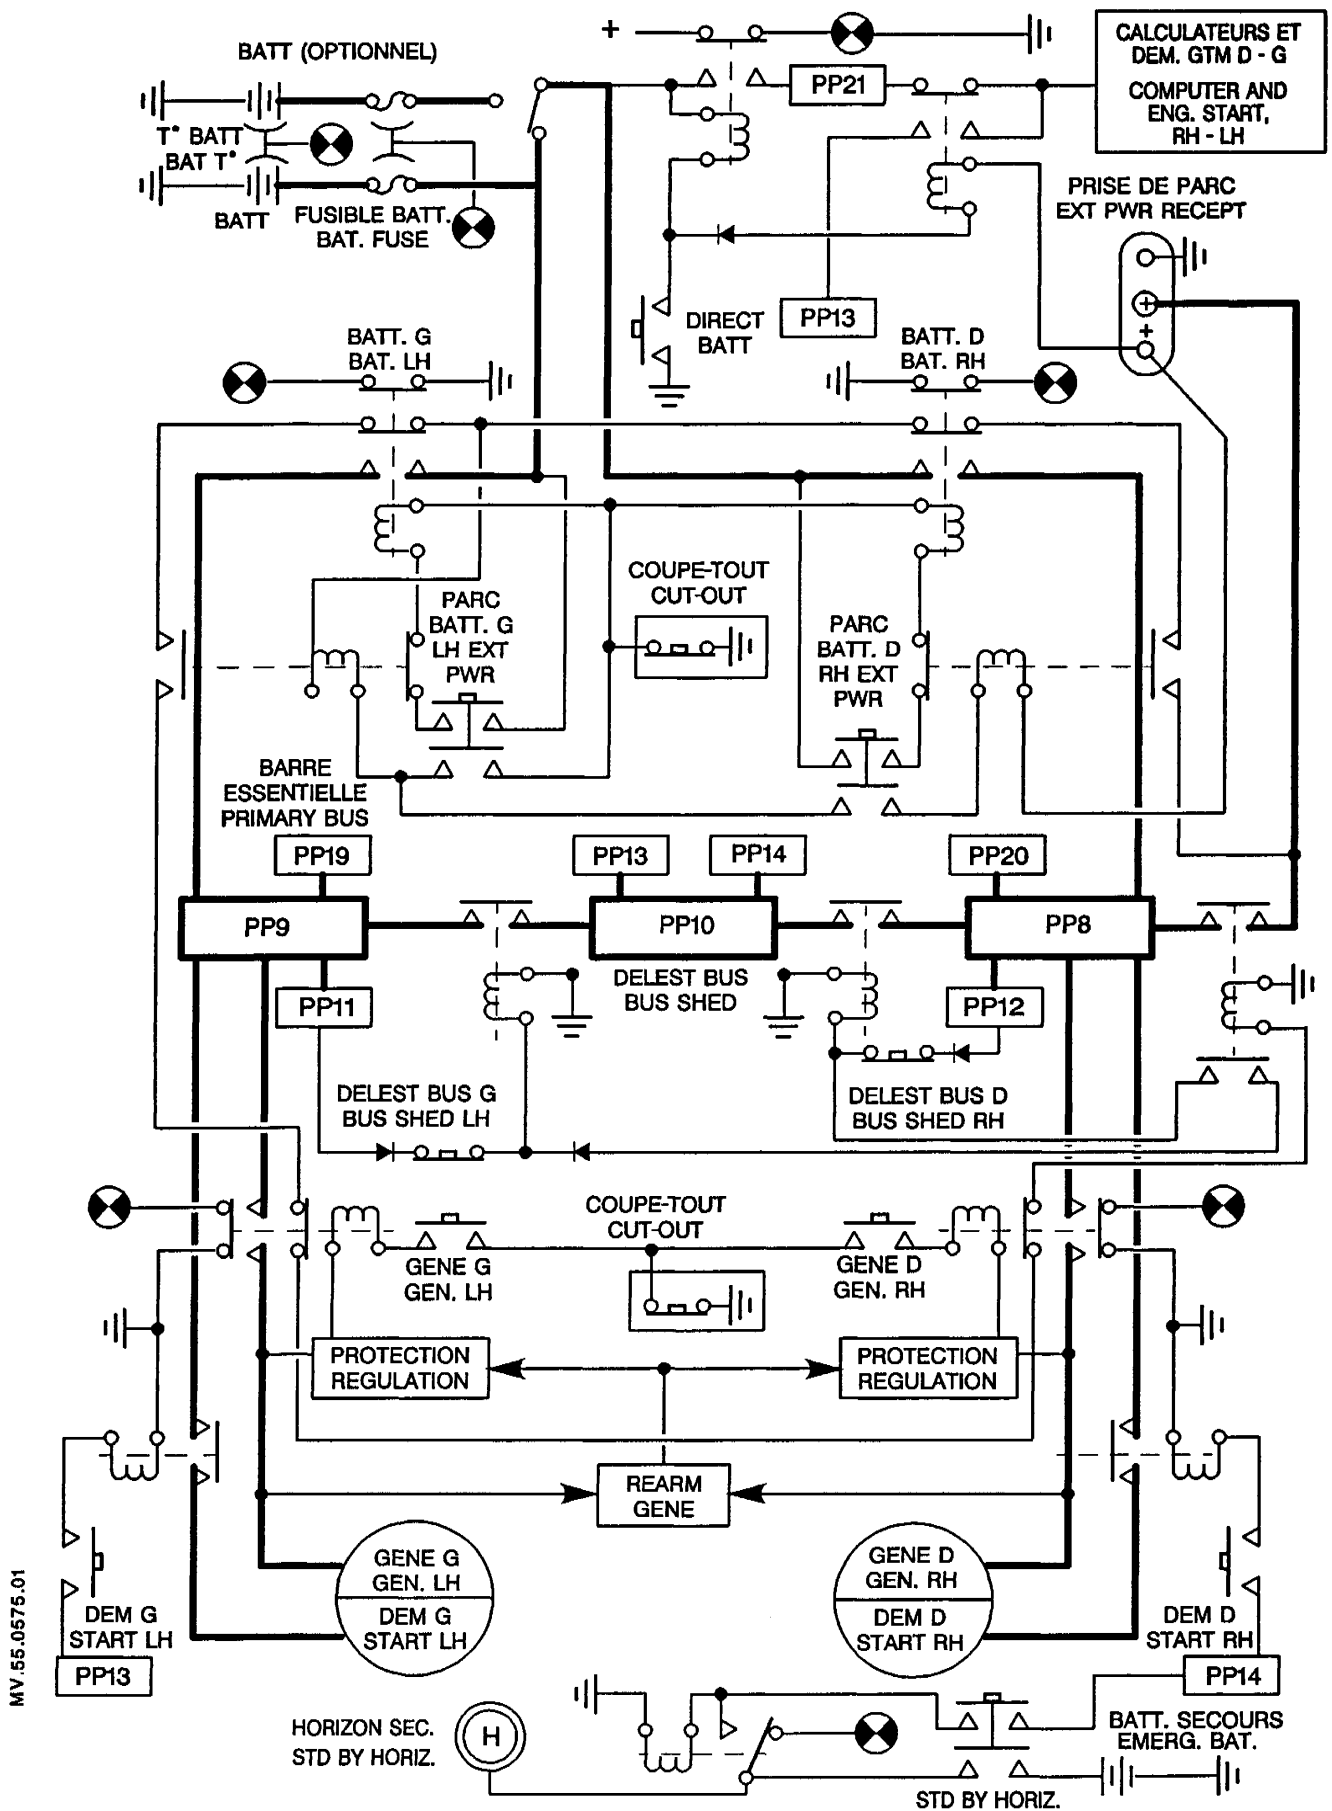 BATT (OPTIONNEL)
+
PP21
CALCULATEURS ET
DEM. GTM D - G
COMPUTER AND
ENG. START,
RH - LH
T° BATT
BAT T°
BATT
FUSIBLE BATT.
BAT. FUSE
PRISE DE PARC
EXT PWR RECEPT
+
+
DIRECT
BATT
PP13
BATT. G
BAT. LH
BATT. D
BAT. RH
COUPE-TOUT
CUT-OUT
PARC
BATT. G
LH EXT
PWR
PARC
BATT. D
RH EXT
PWR
BARRE
ESSENTIELLE
PRIMARY BUS
PP19
PP13
PP14
PP20
PP9
PP10
PP8
DELEST BUS
BUS SHED
PP11
PP12
DELEST BUS G
BUS SHED LH
DELEST BUS D
BUS SHED RH
COUPE-TOUT
CUT-OUT
GENE G
GEN. LH
GENE D
GEN. RH
PROTECTION
REGULATION
PROTECTION
REGULATION
REARM
GENE
GENE G
GEN. LH
DEM G
START LH
GENE D
GEN. RH
DEM D
START RH
DEM G
START LH
PP13
DEM D
START RH
PP14
HORIZON SEC.
STD BY HORIZ.
H
BATT. SECOURS
EMERG. BAT.
STD BY HORIZ.
MV.55.0575.01